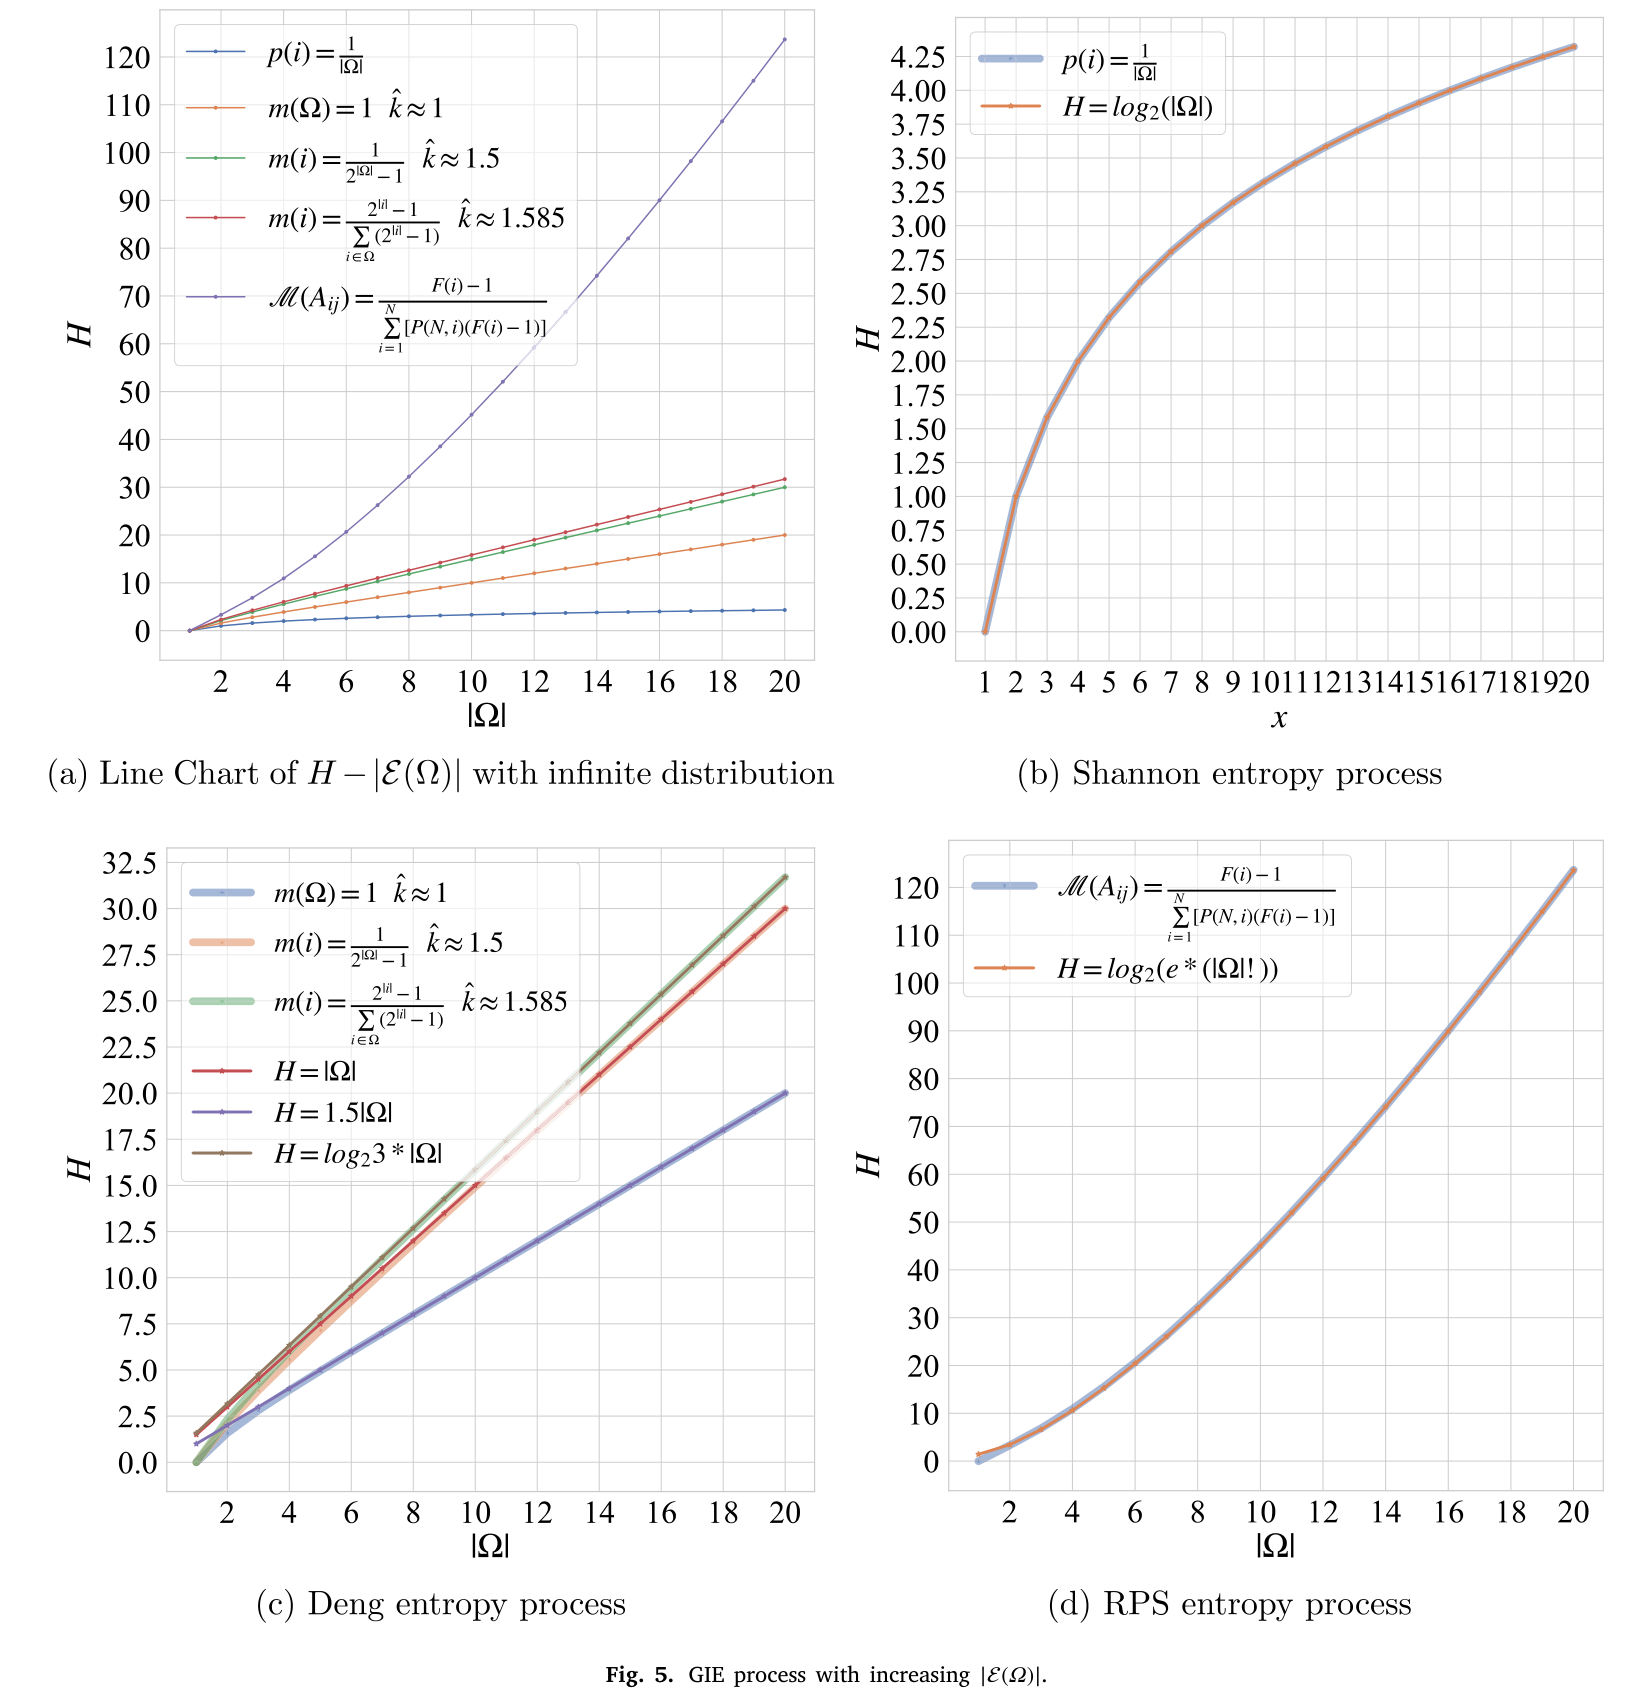 120
110
100
90
80
70
60
50
40
30
20
10
0
H
p(i) = 1/|Ω|
m(Ω) = 1 k̂ ≈ 1
m(i) = 1/(2^|Ω| − 1) k̂ ≈ 1.5
m(i) = (2^|i| − 1)/(∑_{i∈Ω} (2^|i| − 1)) k̂ ≈ 1.585
ℳ(A_ij) = (F(i) − 1)/(∑_{i=1}^{N} [P(N, i)(F(i) − 1)])
2 4 6 8 10 12 14 16 18 20
|Ω|
(a) Line Chart of H − |ℰ(Ω)| with infinite distribution
4.25
4.00
3.75
3.50
3.25
3.00
2.75
2.50
2.25
2.00
1.75
1.50
1.25
1.00
0.75
0.50
0.25
0.00
H
p(i) = 1/|Ω|
H = log₂(|Ω|)
1 2 3 4 5 6 7 8 9 10 11 12 13 14 15 16 17 18 19 20
x
(b) Shannon entropy process
32.5
30.0
27.5
25.0
22.5
20.0
17.5
15.0
12.5
10.0
7.5
5.0
2.5
0.0
H
m(Ω) = 1 k̂ ≈ 1
m(i) = 1/(2^|Ω| − 1) k̂ ≈ 1.5
m(i) = (2^|i| − 1)/(∑_{i∈Ω} (2^|i| − 1)) k̂ ≈ 1.585
H = |Ω|
H = 1.5|Ω|
H = log₂3 * |Ω|
2 4 6 8 10 12 14 16 18 20
|Ω|
(c) Deng entropy process
120
110
100
90
80
70
60
50
40
30
20
10
0
H
ℳ(A_ij) = (F(i) − 1)/(∑_{i=1}^{N} [P(N, i)(F(i) − 1)])
H = log₂(e * (|Ω|! ))
2 4 6 8 10 12 14 16 18 20
|Ω|
(d) RPS entropy process
Fig. 5. GIE process with increasing |ℰ(Ω)|.